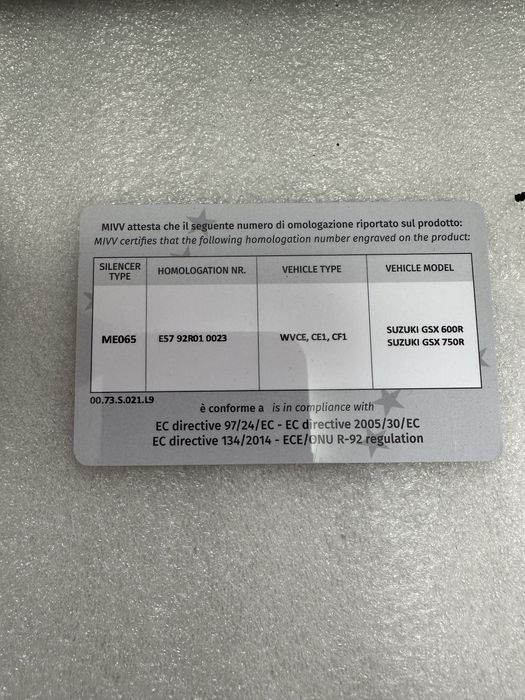 MIVV attesta che il seguente numero di omologazione riportato sul prodotto:
MIVV certifies that the following homologation number engraved on the product:
SILENCER TYPE
HOMOLOGATION NR.
VEHICLE TYPE
VEHICLE MODEL
ME065
E57 92R01 0023
WVCE, CE1, CF1
SUZUKI GSX 600R
SUZUKI GSX 750R
00.73.S.021.L9
è conforme a is in compliance with
EC directive 97/24/EC - EC directive 2005/30/EC
EC directive 134/2014 - ECE/ONU R-92 regulation